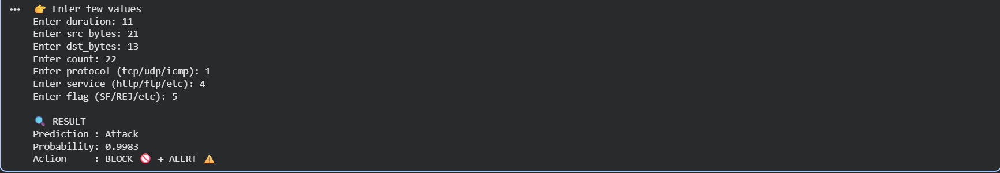 ••• 👉 Enter few values
Enter duration: 11
Enter src_bytes: 21
Enter dst_bytes: 13
Enter count: 22
Enter protocol (tcp/udp/icmp): 1
Enter service (http/ftp/etc): 4
Enter flag (SF/REJ/etc): 5
🔍 RESULT
Prediction : Attack
Probability: 0.9983
Action     : BLOCK 🚫 + ALERT ⚠️